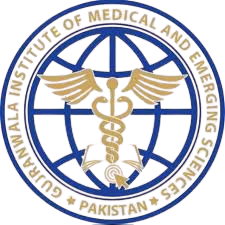 GUJRANWALA INSTITUTE OF MEDICAL AND EMERGING SCIENCES
★ PAKISTAN ★